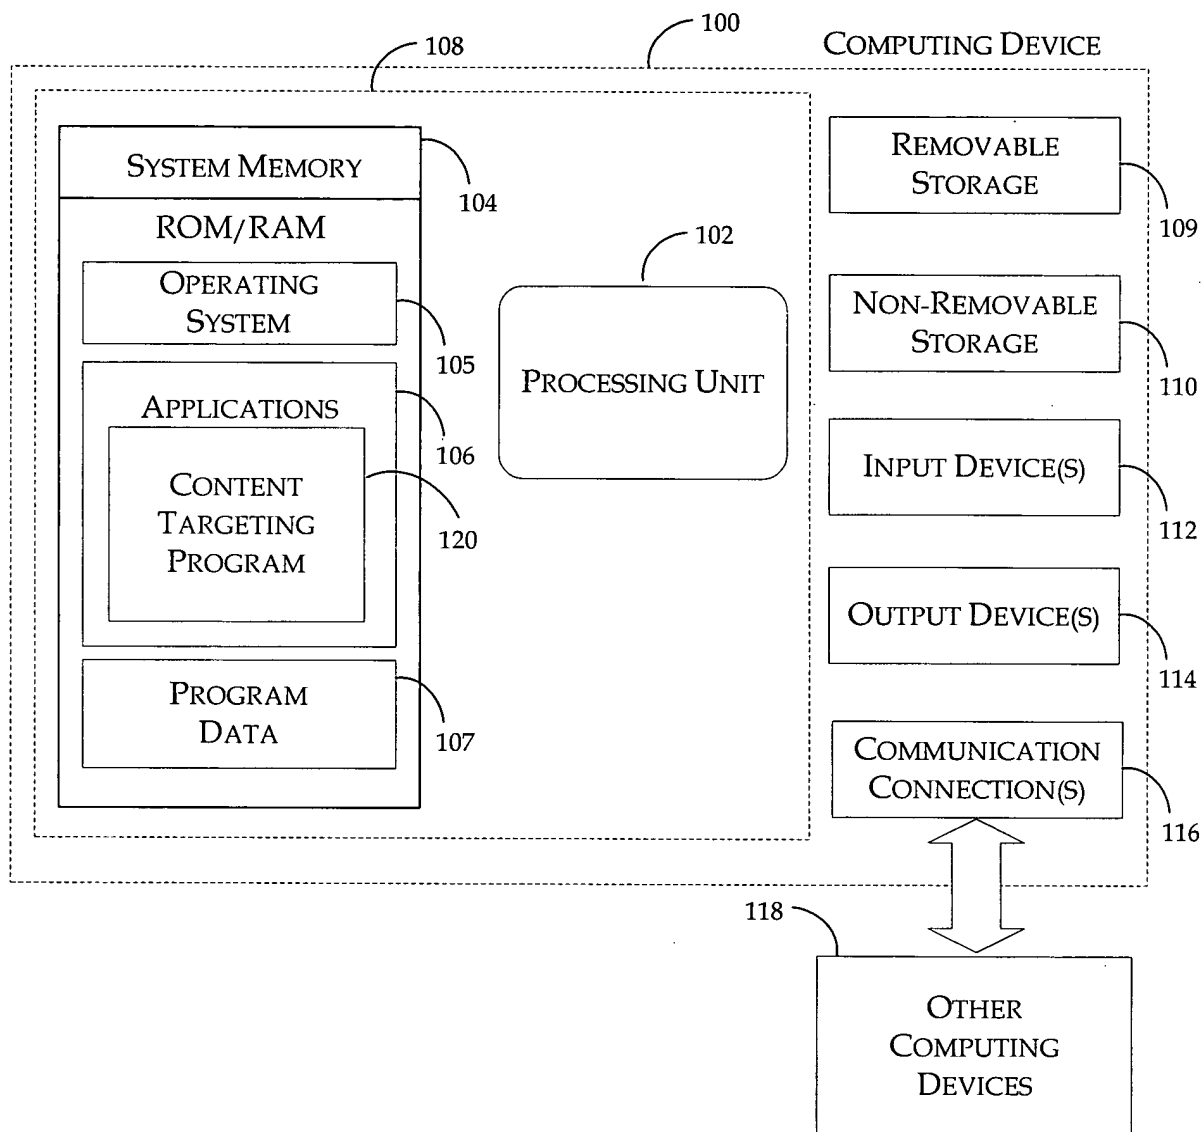 100
COMPUTING DEVICE
108
SYSTEM MEMORY
104
ROM/RAM
OPERATING
SYSTEM
105
APPLICATIONS
106
CONTENT
TARGETING
PROGRAM
120
PROGRAM
DATA
107
102
PROCESSING UNIT
REMOVABLE
STORAGE
109
NON-REMOVABLE
STORAGE
110
INPUT DEVICE(S)
112
OUTPUT DEVICE(S)
114
COMMUNICATION
CONNECTION(S)
116
118
OTHER
COMPUTING
DEVICES